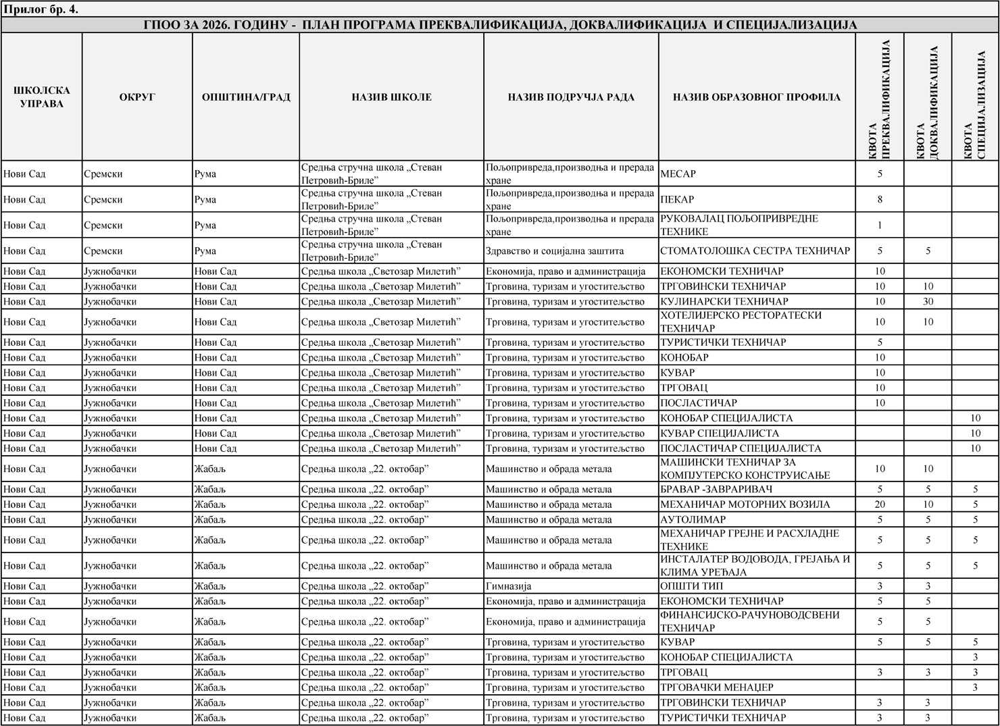 Прилог бр. 4.
ГПОО ЗА 2026. ГОДИНУ - ПЛАН ПРОГРАМА ПРЕКВАЛИФИКАЦИЈА, ДОКВАЛИФИКАЦИЈА И СПЕЦИЈАЛИЗАЦИЈА
ШКОЛСКА УПРАВА ОКРУГ ОПШТИНА/ГРАД НАЗИВ ШКОЛЕ НАЗИВ ПОДРУЧЈА РАДА НАЗИВ ОБРАЗОВНОГ ПРОФИЛА КВОТА ПРЕКВАЛИФИКАЦИЈА КВОТА ДОКВАЛИФИКАЦИЈА КВОТА СПЕЦИЈАЛИЗАЦИЈА
Нови Сад Сремски Рума Средња стручна школа „Стеван Петровић-Бриле” Пољопривреда,производња и прерада хране МЕСАР 5
Нови Сад Сремски Рума Средња стручна школа „Стеван Петровић-Бриле” Пољопривреда,производња и прерада хране ПЕКАР 8
Нови Сад Сремски Рума Средња стручна школа „Стеван Петровић-Бриле” Пољопривреда,производња и прерада хране РУКОВАЛАЦ ПОЉОПРИВРЕДНЕ ТЕХНИКЕ 1
Нови Сад Сремски Рума Средња стручна школа „Стеван Петровић-Бриле” Здравство и социјална заштита СТОМАТОЛОШКА СЕСТРА ТЕХНИЧАР 5 5
Нови Сад Јужнобачки Нови Сад Средња школа „Светозар Милетић” Економија, право и администрација ЕКОНОМСКИ ТЕХНИЧАР 10
Нови Сад Јужнобачки Нови Сад Средња школа „Светозар Милетић” Трговина, туризам и угоститељство ТРГОВИНСКИ ТЕХНИЧАР 10 10
Нови Сад Јужнобачки Нови Сад Средња школа „Светозар Милетић” Трговина, туризам и угоститељство КУЛИНАРСКИ ТЕХНИЧАР 10 30
Нови Сад Јужнобачки Нови Сад Средња школа „Светозар Милетић” Трговина, туризам и угоститељство ХОТЕЛИЈЕРСКО РЕСТОРАТЕСКИ ТЕХНИЧАР 10 10
Нови Сад Јужнобачки Нови Сад Средња школа „Светозар Милетић” Трговина, туризам и угоститељство ТУРИСТИЧКИ ТЕХНИЧАР 5
Нови Сад Јужнобачки Нови Сад Средња школа „Светозар Милетић” Трговина, туризам и угоститељство КОНОБАР 10
Нови Сад Јужнобачки Нови Сад Средња школа „Светозар Милетић” Трговина, туризам и угоститељство КУВАР 10
Нови Сад Јужнобачки Нови Сад Средња школа „Светозар Милетић” Трговина, туризам и угоститељство ТРГОВАЦ 10
Нови Сад Јужнобачки Нови Сад Средња школа „Светозар Милетић” Трговина, туризам и угоститељство ПОСЛАСТИЧАР 10
Нови Сад Јужнобачки Нови Сад Средња школа „Светозар Милетић” Трговина, туризам и угоститељство КОНОБАР СПЕЦИЈАЛИСТА 10
Нови Сад Јужнобачки Нови Сад Средња школа „Светозар Милетић” Трговина, туризам и угоститељство КУВАР СПЕЦИЈАЛИСТА 10
Нови Сад Јужнобачки Нови Сад Средња школа „Светозар Милетић” Трговина, туризам и угоститељство ПОСЛАСТИЧАР СПЕЦИЈАЛИСТА 10
Нови Сад Јужнобачки Жабаљ Средња школа „22. октобар” Машинство и обрада метала МАШИНСКИ ТЕХНИЧАР ЗА КОМПЈУТЕРСКО КОНСТРУИСАЊЕ 10 10
Нови Сад Јужнобачки Жабаљ Средња школа „22. октобар” Машинство и обрада метала БРАВАР -ЗАВРАРИВАЧ 5 5 5
Нови Сад Јужнобачки Жабаљ Средња школа „22. октобар” Машинство и обрада метала МЕХАНИЧАР МОТОРНИХ ВОЗИЛА 20 10 5
Нови Сад Јужнобачки Жабаљ Средња школа „22. октобар” Машинство и обрада метала АУТОЛИМАР 5 5 5
Нови Сад Јужнобачки Жабаљ Средња школа „22. октобар” Машинство и обрада метала МЕХАНИЧАР ГРЕЈНЕ И РАСХЛАДНЕ ТЕХНИКЕ 5 5 5
Нови Сад Јужнобачки Жабаљ Средња школа „22. октобар” Машинство и обрада метала ИНСТАЛАТЕР ВОДОВОДА, ГРЕЈАЊА И КЛИМА УРЕЂАЈА 5 5 5
Нови Сад Јужнобачки Жабаљ Средња школа „22. октобар” Гимназија ОПШТИ ТИП 3 3
Нови Сад Јужнобачки Жабаљ Средња школа „22. октобар” Економија, право и администрација ЕКОНОМСКИ ТЕХНИЧАР 5 5
Нови Сад Јужнобачки Жабаљ Средња школа „22. октобар” Економија, право и администрација ФИНАНСИЈСКО-РАЧУНОВОДСВЕНИ ТЕХНИЧАР 5 5
Нови Сад Јужнобачки Жабаљ Средња школа „22. октобар” Трговина, туризам и угоститељство КУВАР 5 5 5
Нови Сад Јужнобачки Жабаљ Средња школа „22. октобар” Трговина, туризам и угоститељство КОНОБАР СПЕЦИЈАЛИСТА 3
Нови Сад Јужнобачки Жабаљ Средња школа „22. октобар” Трговина, туризам и угоститељство ТРГОВАЦ 3 3 3
Нови Сад Јужнобачки Жабаљ Средња школа „22. октобар” Трговина, туризам и угоститељство ТРГОВАЧКИ МЕНАЏЕР 3
Нови Сад Јужнобачки Жабаљ Средња школа „22. октобар” Трговина, туризам и угоститељство ТРГОВИНСКИ ТЕХНИЧАР 3 3
Нови Сад Јужнобачки Жабаљ Средња школа „22. октобар” Трговина, туризам и угоститељство ТУРИСТИЧКИ ТЕХНИЧАР 3 3